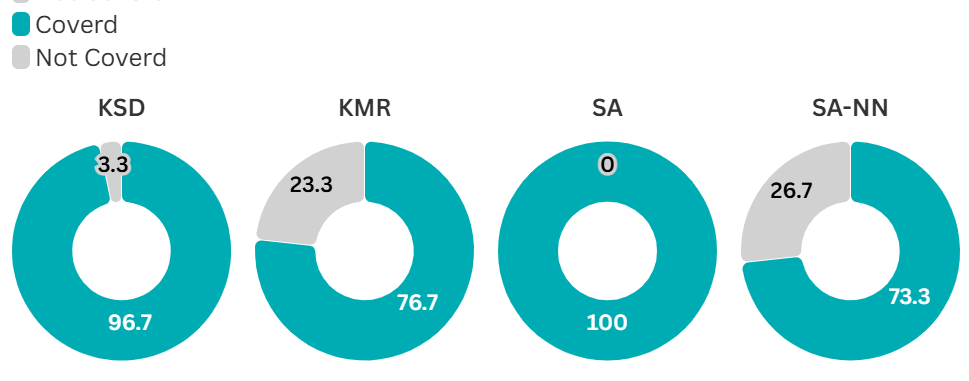 Coverd
Not Coverd
KSD
KMR
SA
SA-NN
3.3
23.3
0
26.7
96.7
76.7
100
73.3